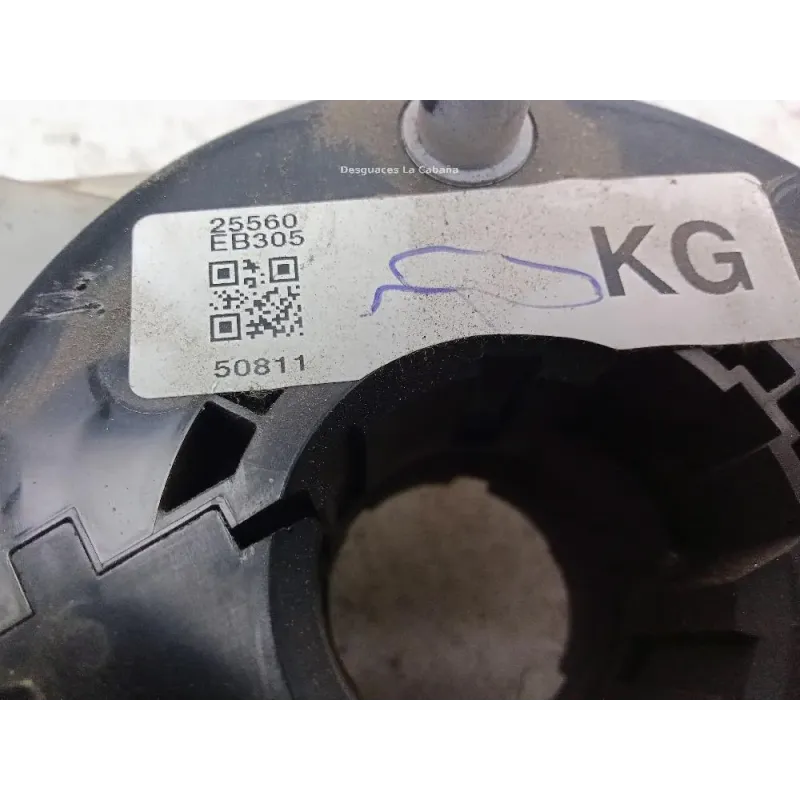 Desguaces La Cabaña
25560
EB305
KG
50811